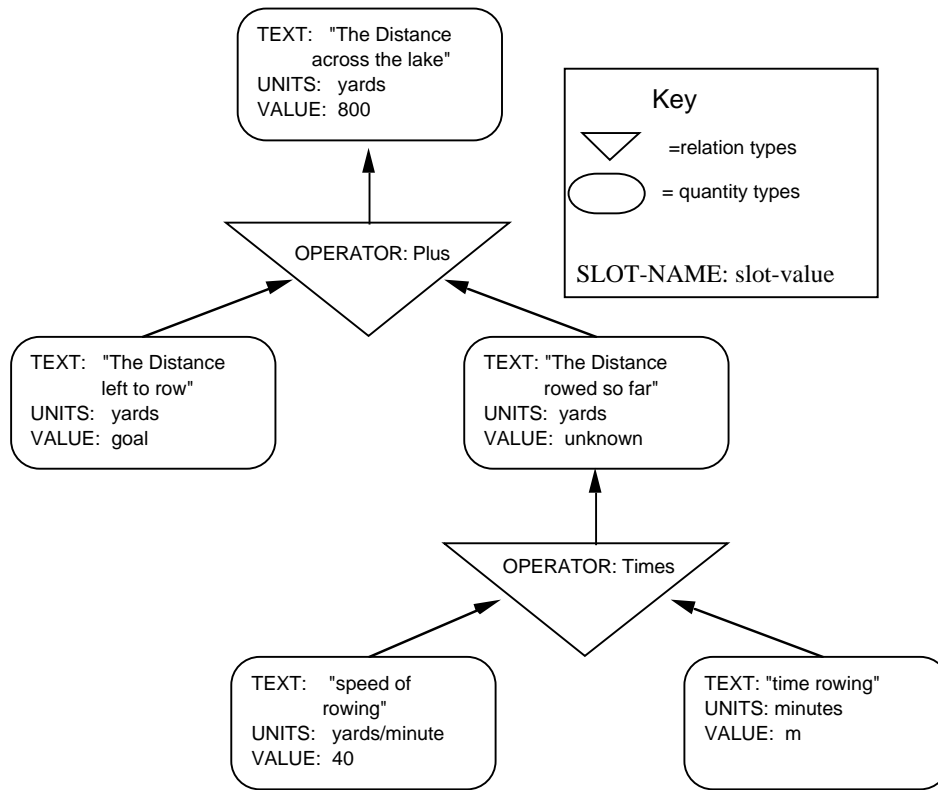 TEXT: "The Distance
across the lake"
UNITS: yards
VALUE: 800
Key
=relation types
= quantity types
SLOT-NAME: slot-value
OPERATOR: Plus
TEXT: "The Distance
left to row"
UNITS: yards
VALUE: goal
TEXT: "The Distance
rowed so far"
UNITS: yards
VALUE: unknown
OPERATOR: Times
TEXT: "speed of
rowing"
UNITS: yards/minute
VALUE: 40
TEXT: "time rowing"
UNITS: minutes
VALUE: m